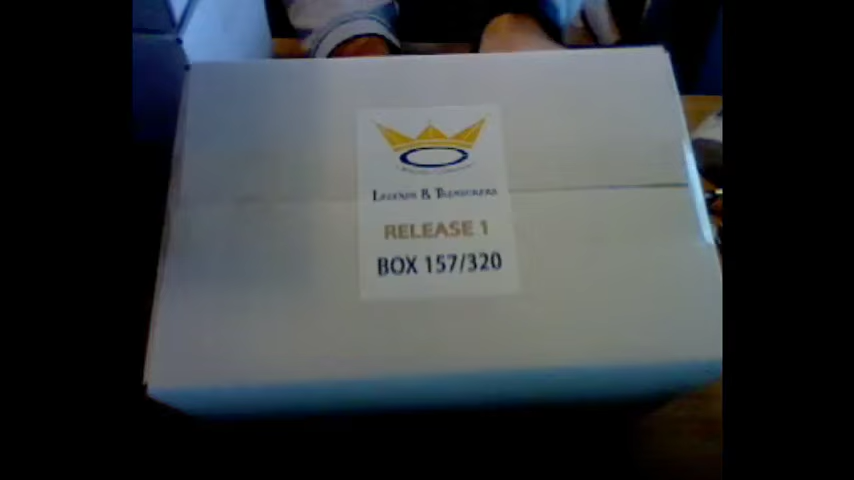 LEGENDS & TREASURES
RELEASE 1
BOX 157/320